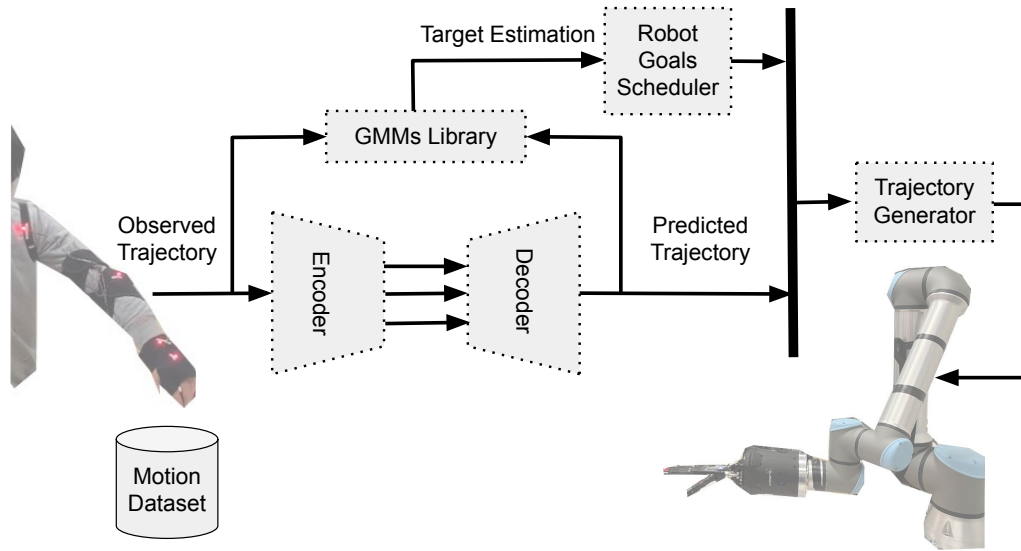 Target Estimation
Robot
Goals
Scheduler
GMMs Library
Observed
Trajectory
Encoder
Decoder
Predicted
Trajectory
Trajectory
Generator
Motion
Dataset